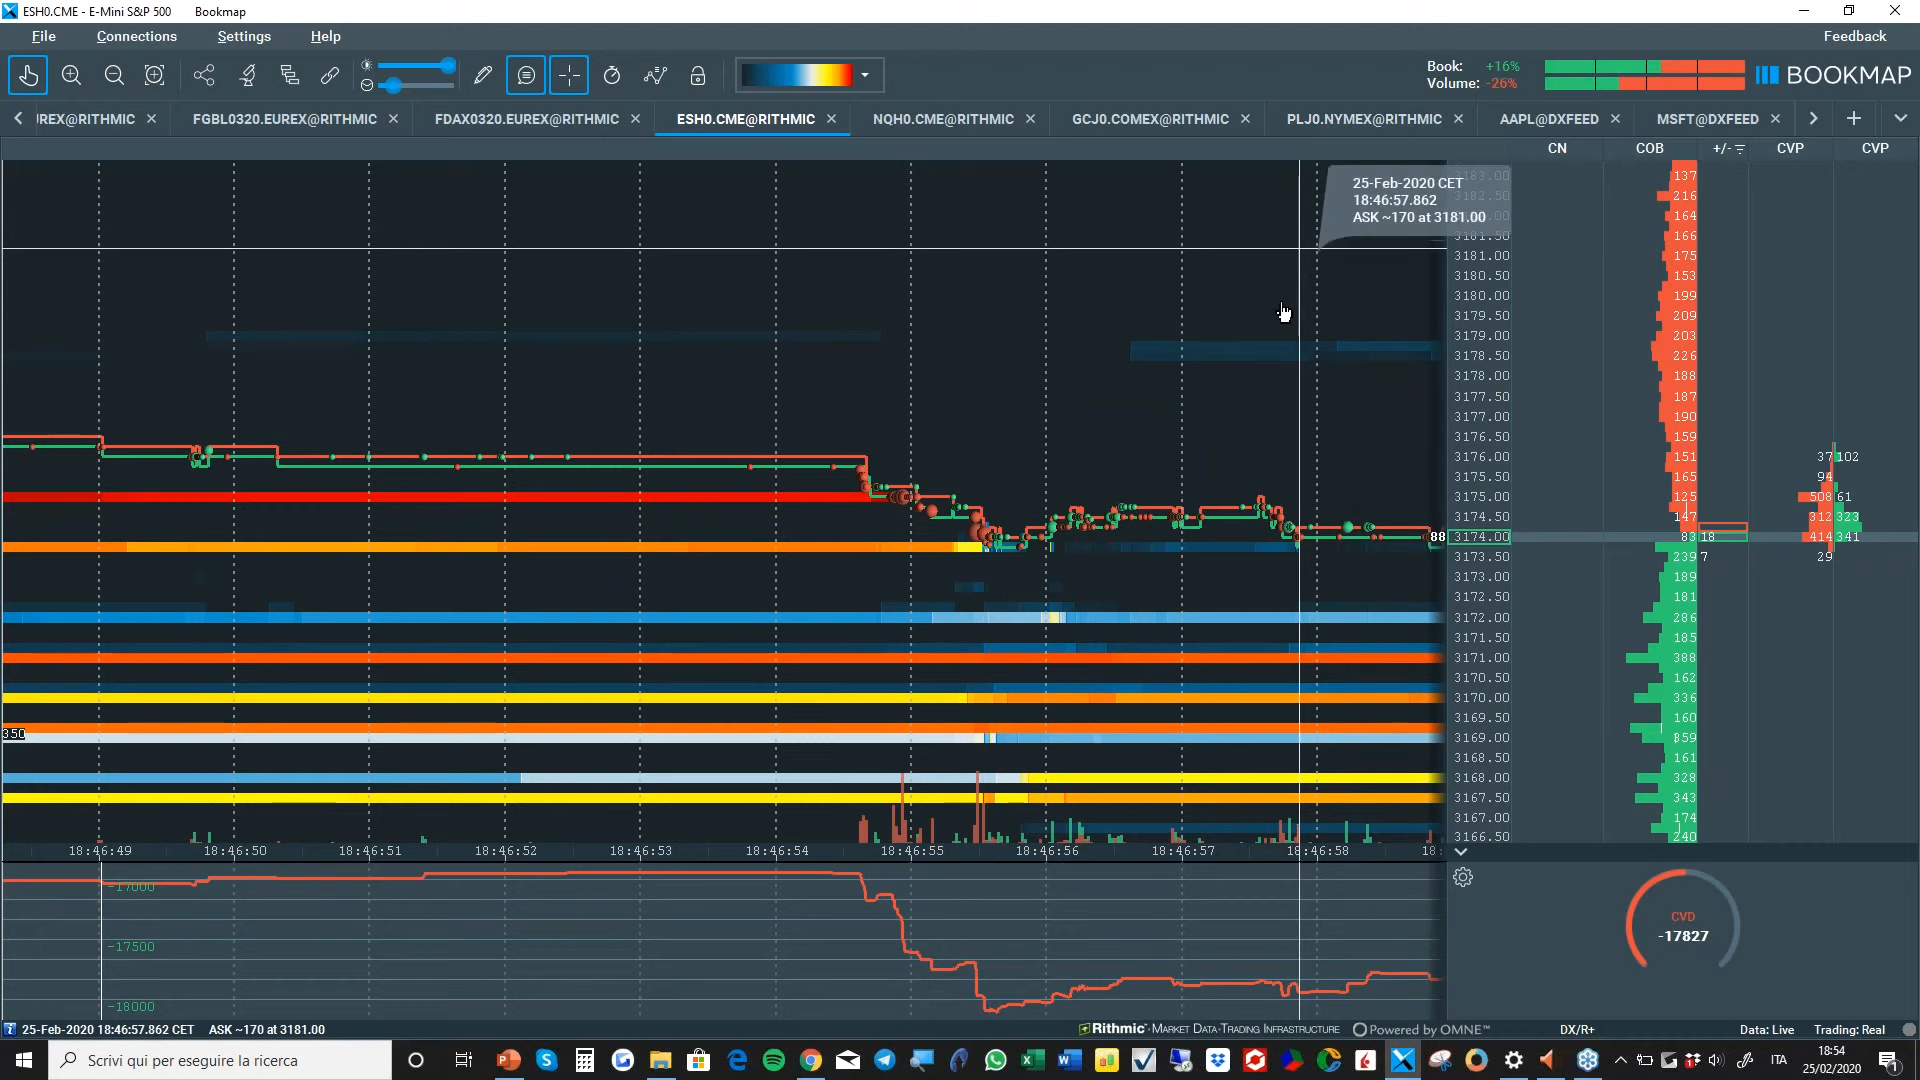 ESH0.CME - E-Mini S&P 500 Bookmap
File Connections Settings Help Feedback
Book: +16%
Volume: -26%
BOOKMAP
JREX@RITHMIC FGBL0320.EUREX@RITHMIC FDAX0320.EUREX@RITHMIC ESH0.CME@RITHMIC NQH0.CME@RITHMIC GCJ0.COMEX@RITHMIC PLJ0.NYMEX@RITHMIC AAPL@DXFEED MSFT@DXFEED
CN COB +/- CVP CVP
25-Feb-2020 CET
18:46:57.862
ASK ~170 at 3181.00
3183.00 137
3182.50 216
164
3181.50 166
3181.00 175
3180.50 153
3180.00 199
3179.50 209
3179.00 203
3178.50 226
3178.00 188
3177.50 187
3177.00 190
3176.50 159
3176.00 151 37 102
3175.50 165 94
3175.00 125 508 61
3174.50 147 312 323
88 3174.00 83 18 414 341
3173.50 239 7 29
3173.00 189
3172.50 181
3172.00 286
3171.50 185
3171.00 388
3170.50 162
3170.00 336
3169.50 160
350 3169.00 359
3168.50 161
3168.00 328
3167.50 343
3167.00 174
3166.50 240
18:46:49 18:46:50 18:46:51 18:46:52 18:46:53 18:46:54 18:46:55 18:46:56 18:46:57 18:46:58 18:
-17000
-17500
-18000
CVD
-17827
25-Feb-2020 18:46:57.862 CET ASK ~170 at 3181.00 Rithmic • MARKET DATA • TRADING INFRASTRUCTURE Powered by OMNE™ DX/R+ Data: Live Trading: Real
Scrivi qui per eseguire la ricerca
ITA
18:54
25/02/2020
1